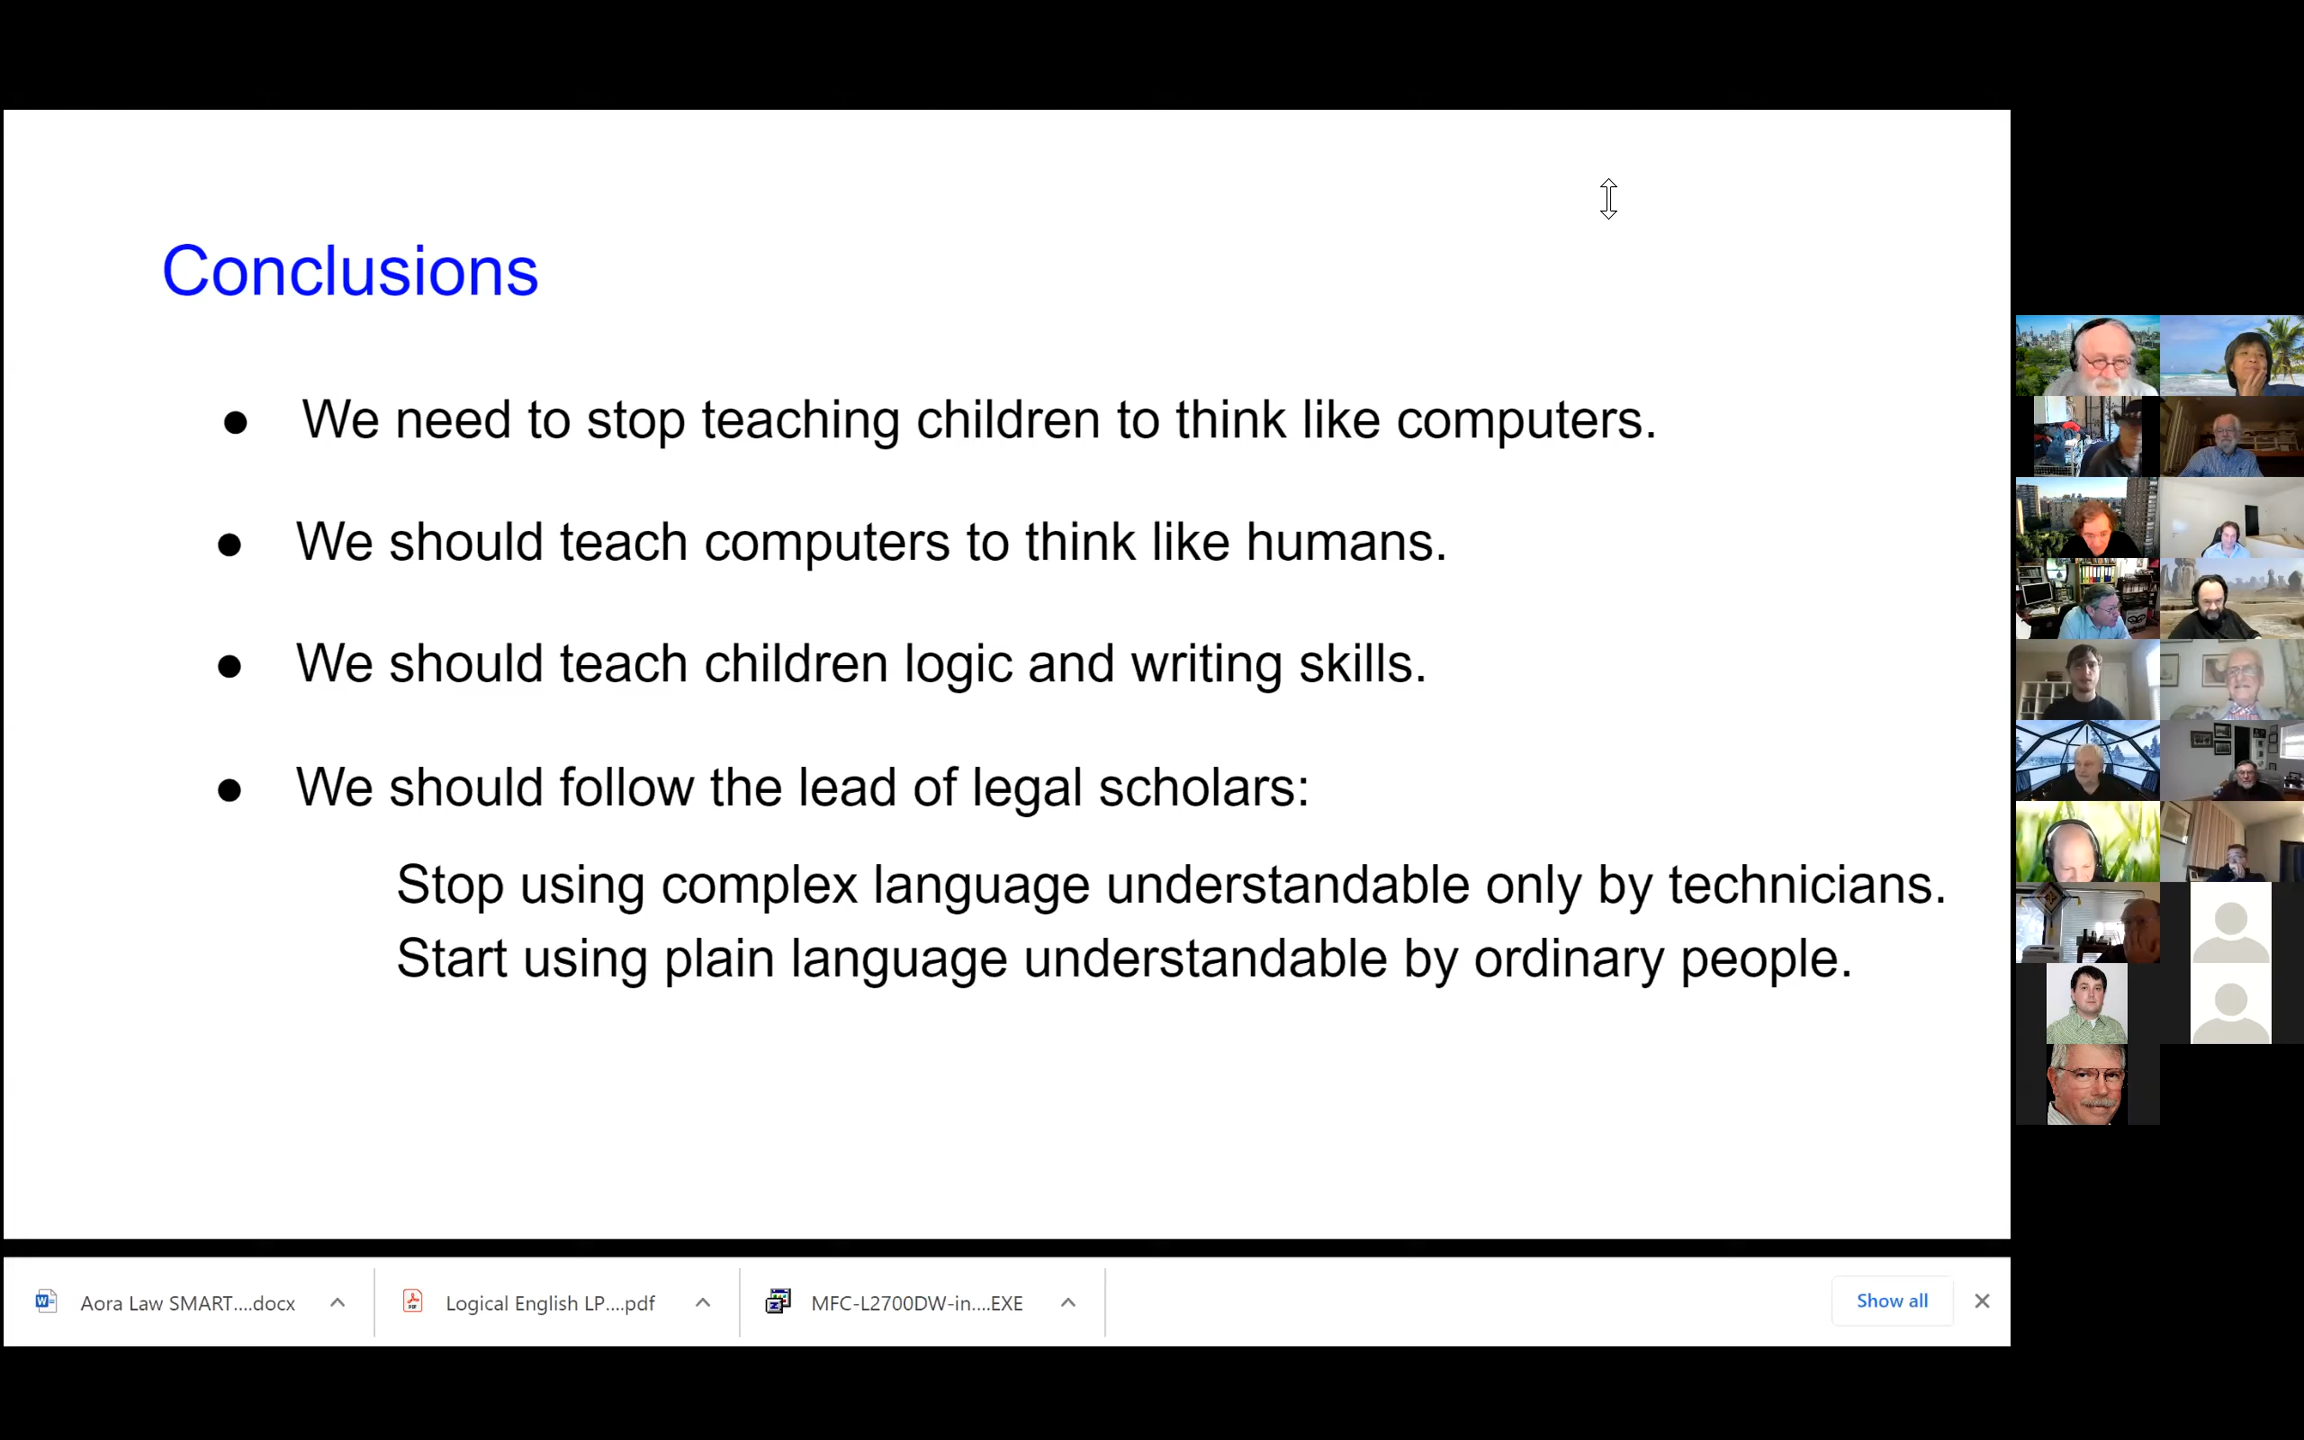 Conclusions
● We need to stop teaching children to think like computers.
● We should teach computers to think like humans.
● We should teach children logic and writing skills.
● We should follow the lead of legal scholars:
Stop using complex language understandable only by technicians.
Start using plain language understandable by ordinary people.
Aora Law SMART....docx
Logical English LP....pdf
MFC-L2700DW-in....EXE
Show all